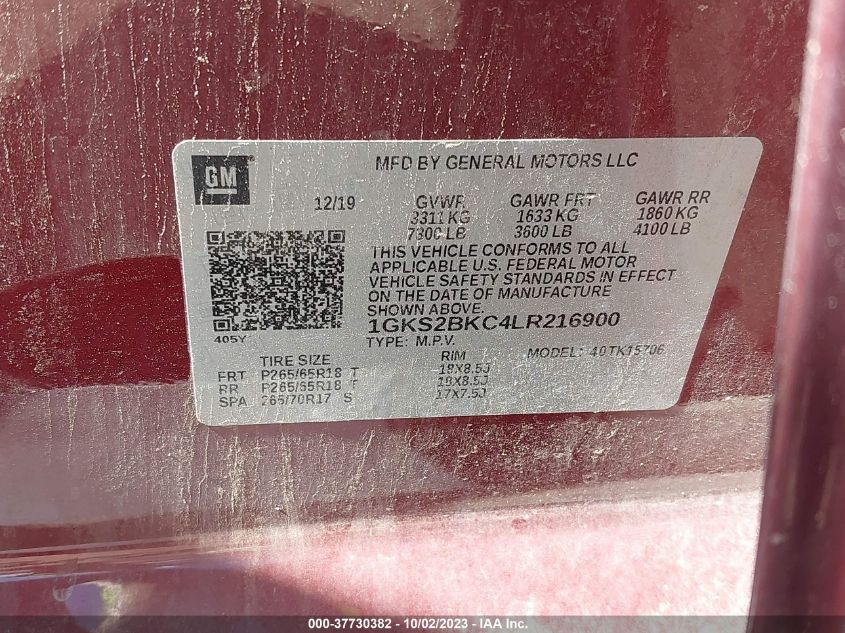 MFD BY GENERAL MOTORS LLC
GM
12/19 GVWR GAWR FRT GAWR RR
3311 KG 1633 KG 1860 KG
7300 LB 3600 LB 4100 LB
THIS VEHICLE CONFORMS TO ALL
APPLICABLE U.S. FEDERAL MOTOR
VEHICLE SAFETY STANDARDS IN EFFECT
ON THE DATE OF MANUFACTURE
SHOWN ABOVE.
1GKS2BKC4LR216900
405Y
TYPE: M.P.V. MODEL: 40TK15706
TIRE SIZE RIM
FRT P265/65R18 T 18X8.5J
RR P265/65R18 T 18X8.5J
SPA 265/70R17 S 17X7.5J
000-37730382 - 10/02/2023 - IAA Inc.